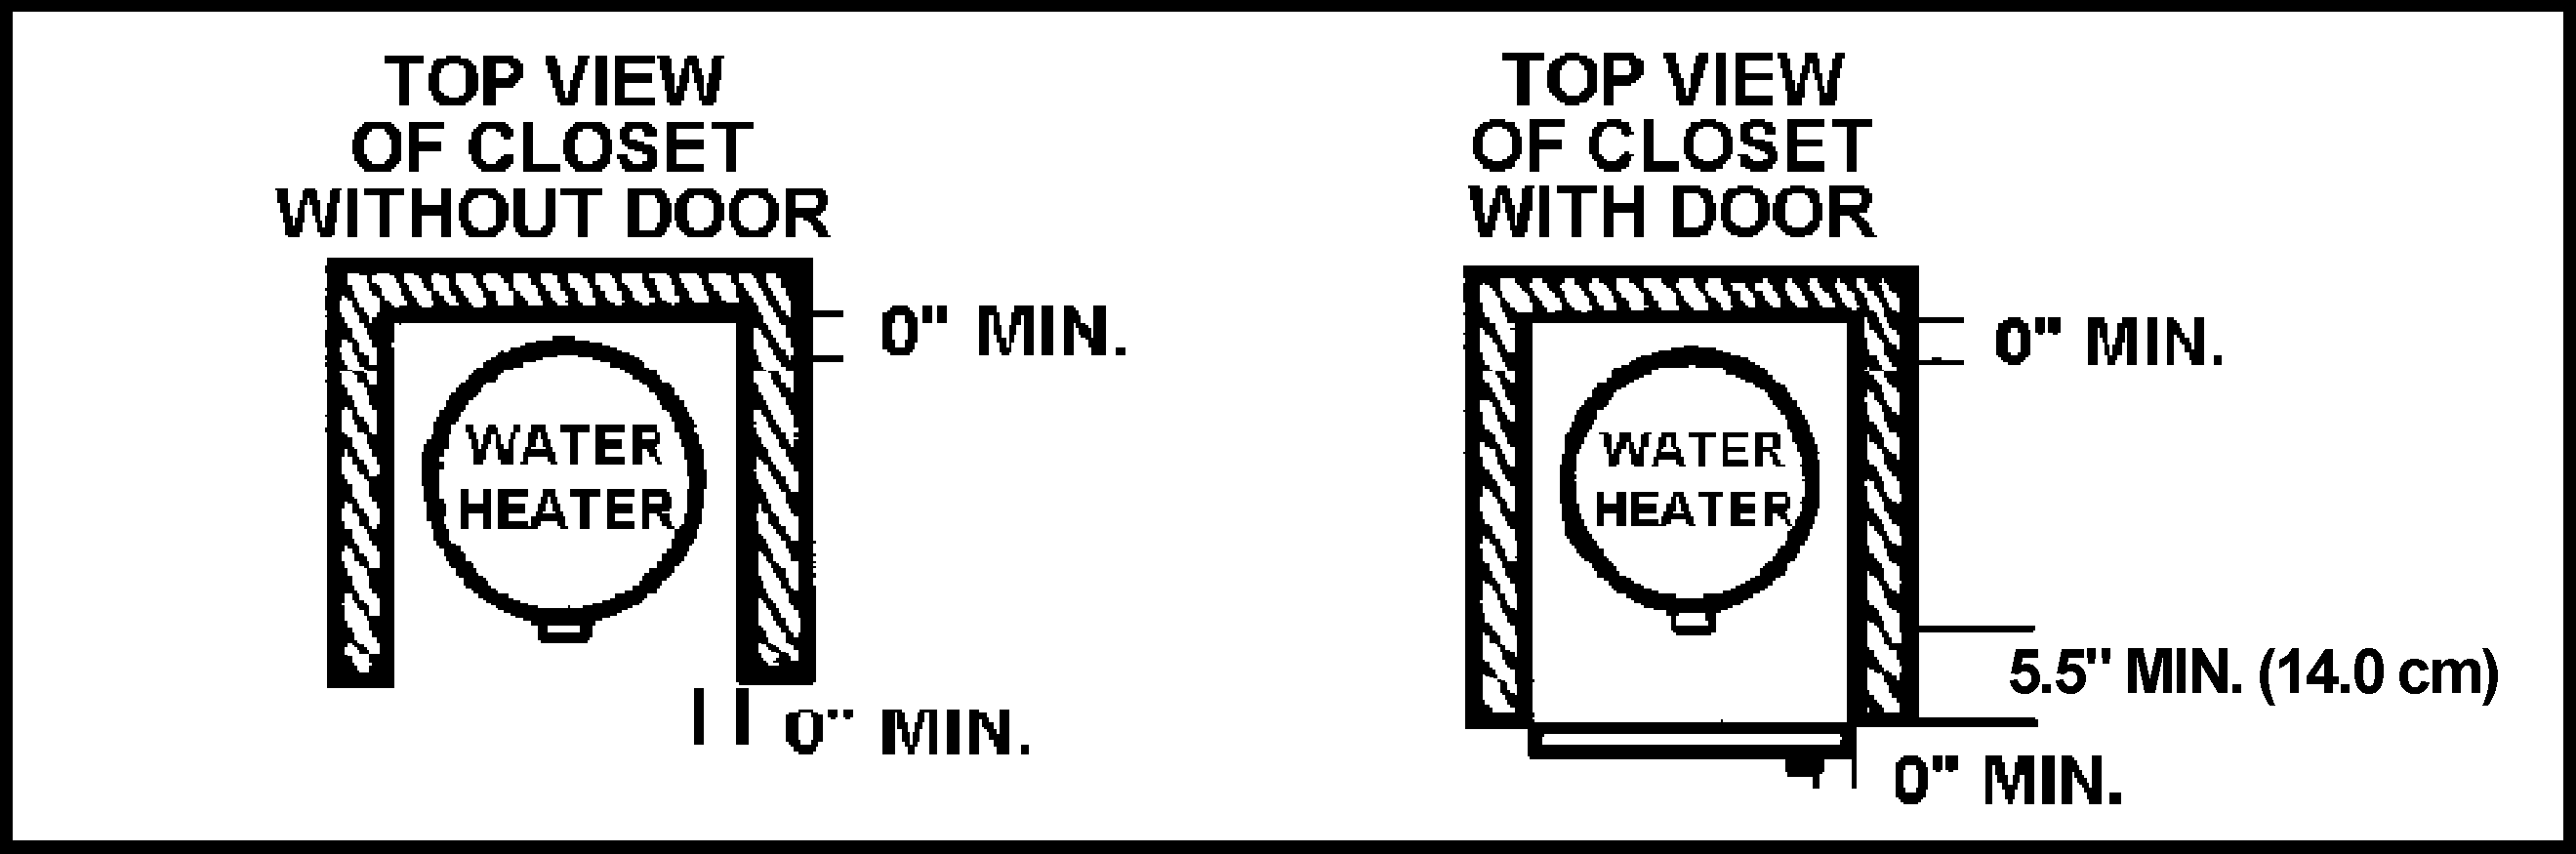 TOP VIEW
OF CLOSET
WITHOUT DOOR
0" MIN.
WATER
HEATER
0" MIN.
TOP VIEW
OF CLOSET
WITH DOOR
0" MIN.
WATER
HEATER
5.5" MIN. (14.0 cm)
0" MIN.